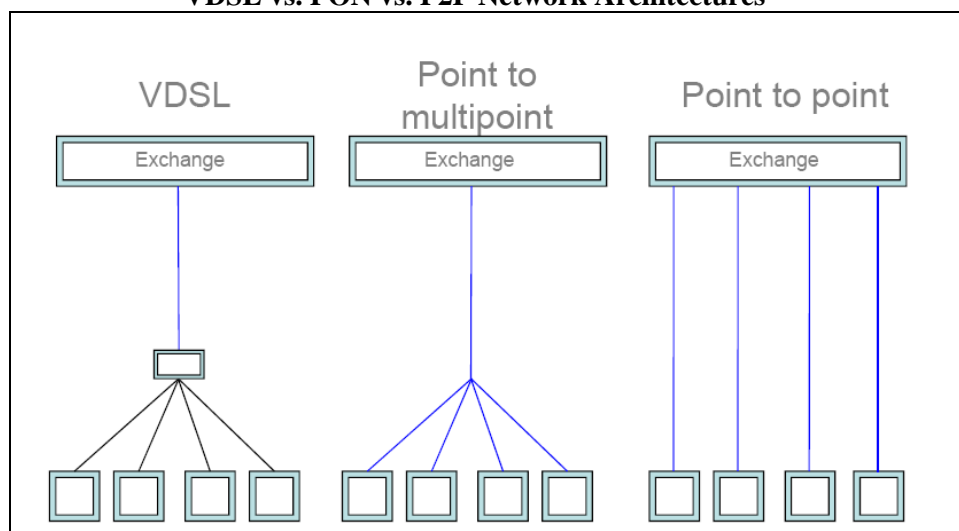 VDSL vs. PON vs. P2P Network Architectures
VDSL
Point to
multipoint
Point to point
Exchange
Exchange
Exchange